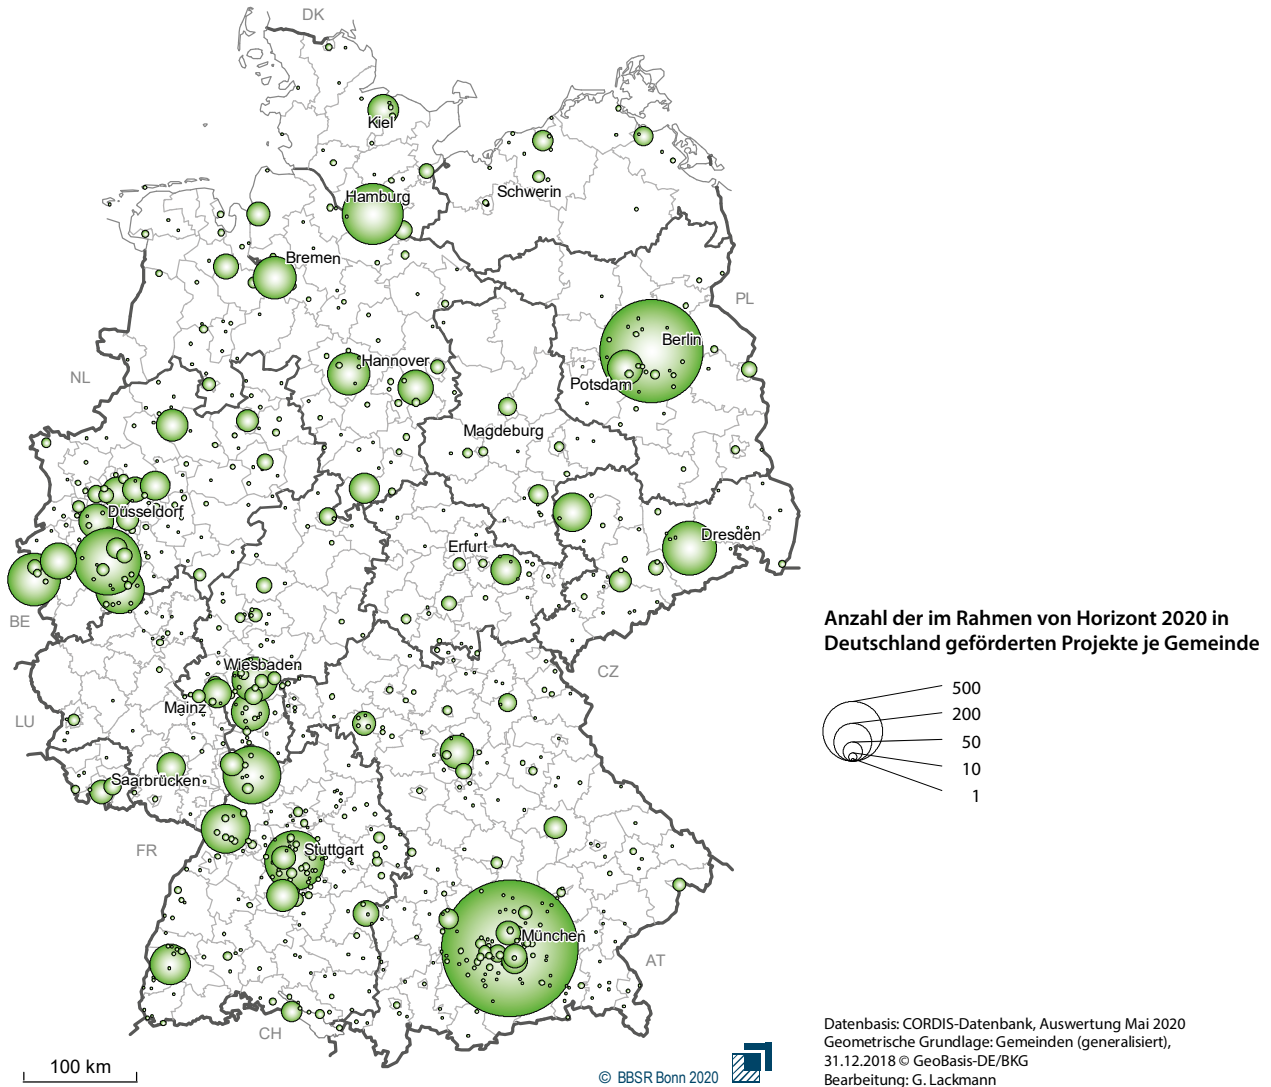 DK
Kiel
Schwerin
Hamburg
Bremen
PL
Berlin
Hannover
NL
Potsdam
Magdeburg
Düsseldorf
Dresden
Erfurt
BE
Anzahl der im Rahmen von Horizont 2020 in
Deutschland geförderten Projekte je Gemeinde
Wiesbaden
CZ
Mainz
LU
500
200
50
10
1
Saarbrücken
FR
Stuttgart
München
AT
CH
Datenbasis: CORDIS-Datenbank, Auswertung Mai 2020
Geometrische Grundlage: Gemeinden (generalisiert),
31.12.2018 © GeoBasis-DE/BKG
Bearbeitung: G. Lackmann
100 km
© BBSR Bonn 2020